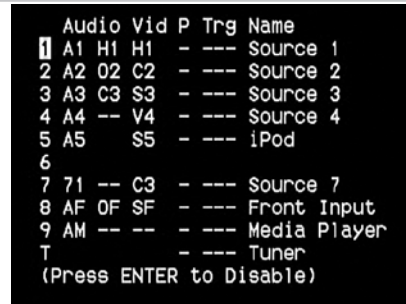 Audio Vid P Trg Name
1 A1 H1 H1 - --- Source 1
2 A2 O2 C2 - --- Source 2
3 A3 C3 S3 - --- Source 3
4 A4 -- V4 - --- Source 4
5 A5 S5 - --- iPod
6
7 71 -- C3 - --- Source 7
8 AF OF SF - --- Front Input
9 AM -- -- - --- Media Player
T - --- Tuner
(Press ENTER to Disable)